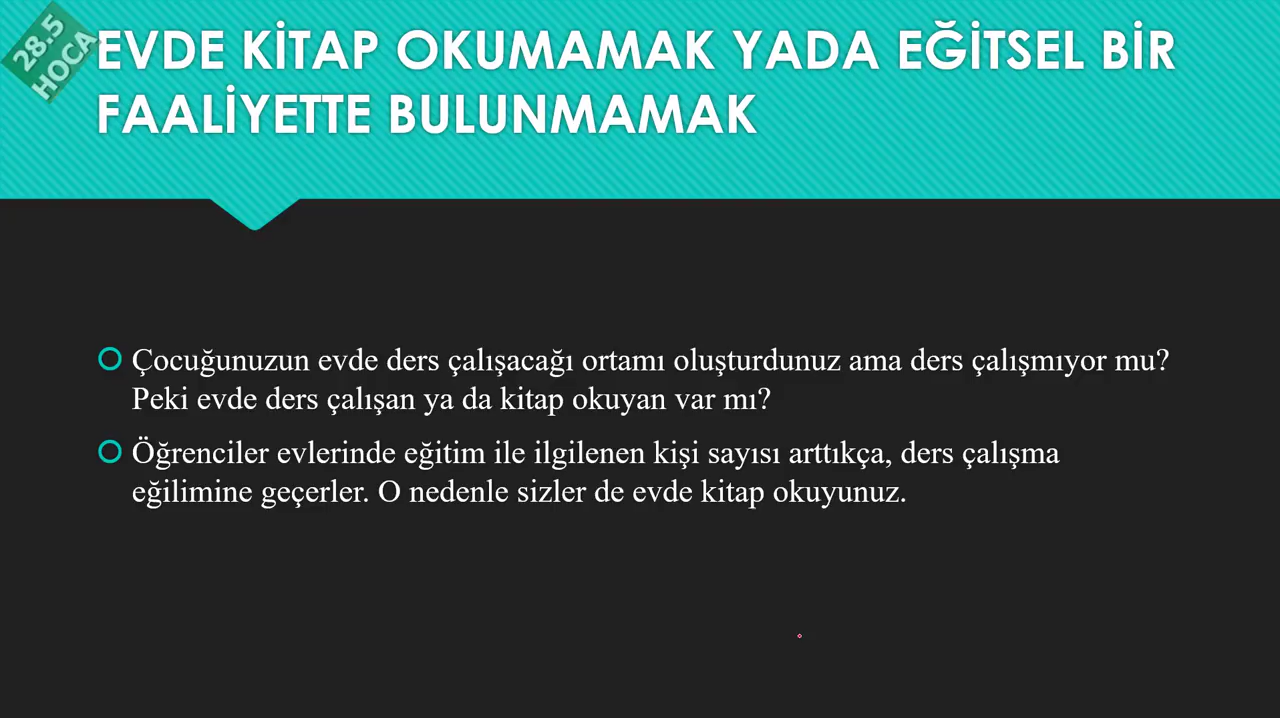 28.5
HOCA
EVDE KİTAP OKUMAMAK YADA EĞİTSEL BİR
FAALİYETTE BULUNMAMAK
Çocuğunuzun evde ders çalışacağı ortamı oluşturdunuz ama ders çalışmıyor mu?
Peki evde ders çalışan ya da kitap okuyan var mı?
Öğrenciler evlerinde eğitim ile ilgilenen kişi sayısı arttıkça, ders çalışma
eğilimine geçerler. O nedenle sizler de evde kitap okuyunuz.